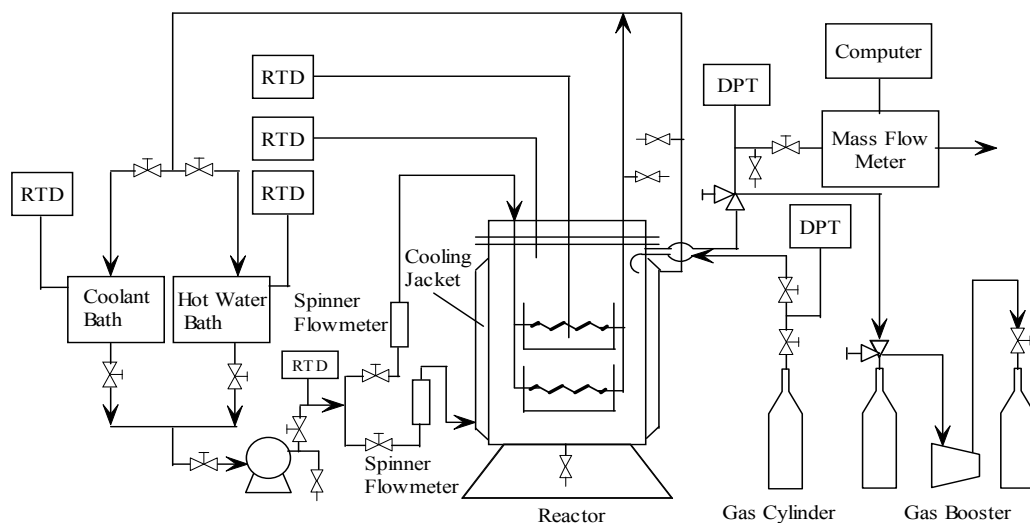 Computer
RTD
DPT
Mass Flow
Meter
RTD
RTD
RTD
DPT
Cooling
Jacket
Coolant
Bath
Hot Water
Bath
Spinner
Flowmeter
RTD
Spinner
Flowmeter
Reactor
Gas Cylinder
Gas Booster